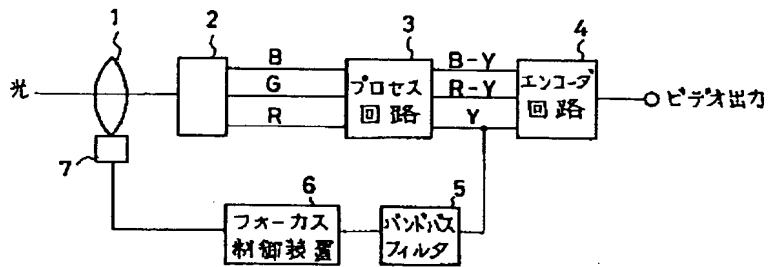 1
2
3
4
B
G
R
B-Y
R-Y
Y
光
プロセス
回路
エンコーダ
回路
ビデオ出力
7
6
5
フォーカス
制御装置
バンドパス
フィルタ